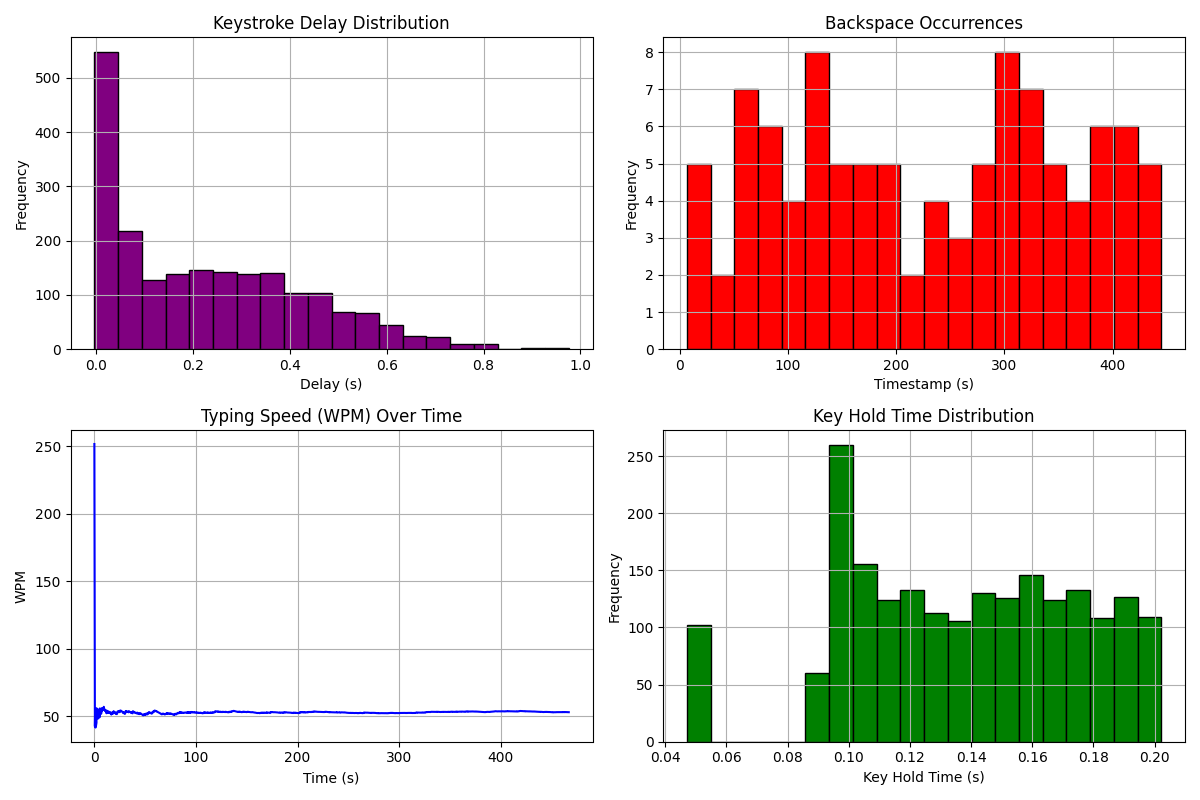 Keystroke Delay Distribution
Frequency
500
400
300
200
100
0
0.0 0.2 0.4 0.6 0.8 1.0
Delay (s)
Backspace Occurrences
Frequency
8
7
6
5
4
3
2
1
0
0 100 200 300 400
Timestamp (s)
Typing Speed (WPM) Over Time
WPM
250
200
150
100
50
0 100 200 300 400
Time (s)
Key Hold Time Distribution
Frequency
250
200
150
100
50
0
0.04 0.06 0.08 0.10 0.12 0.14 0.16 0.18 0.20
Key Hold Time (s)